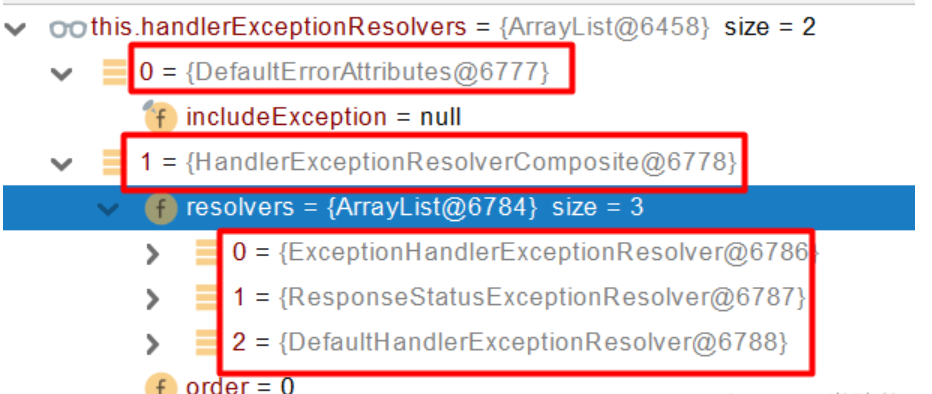 this.handlerExceptionResolvers = {ArrayList@6458} size = 2
0 = {DefaultErrorAttributes@6777}
f includeException = null
1 = {HandlerExceptionResolverComposite@6778}
f resolvers = {ArrayList@6784} size = 3
0 = {ExceptionHandlerExceptionResolver@6786}
1 = {ResponseStatusExceptionResolver@6787}
2 = {DefaultHandlerExceptionResolver@6788}
f order = 0